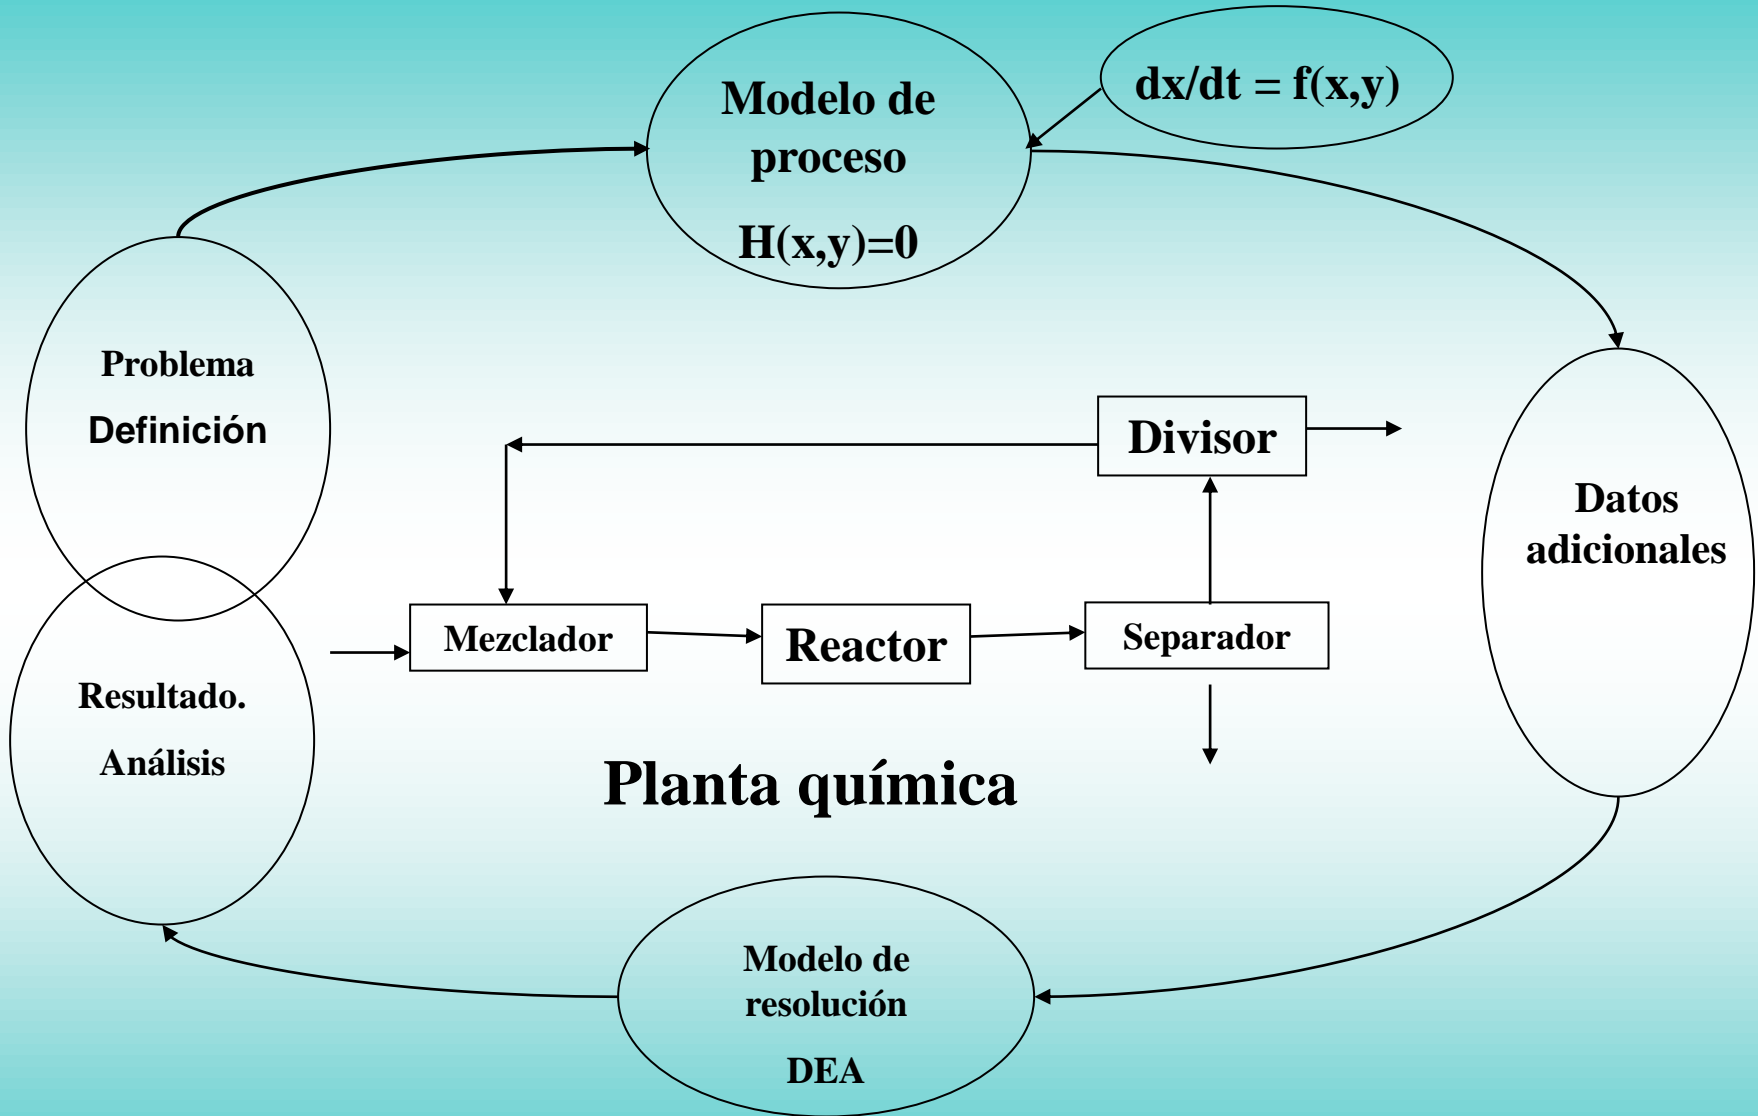 Modelo de
proceso
H(x,y)=0
dx/dt = f(x,y)
Problema
Definición
Divisor
Datos
adicionales
Mezclador
Reactor
Separador
Resultado.
Análisis
Planta química
Modelo de
resolución
DEA